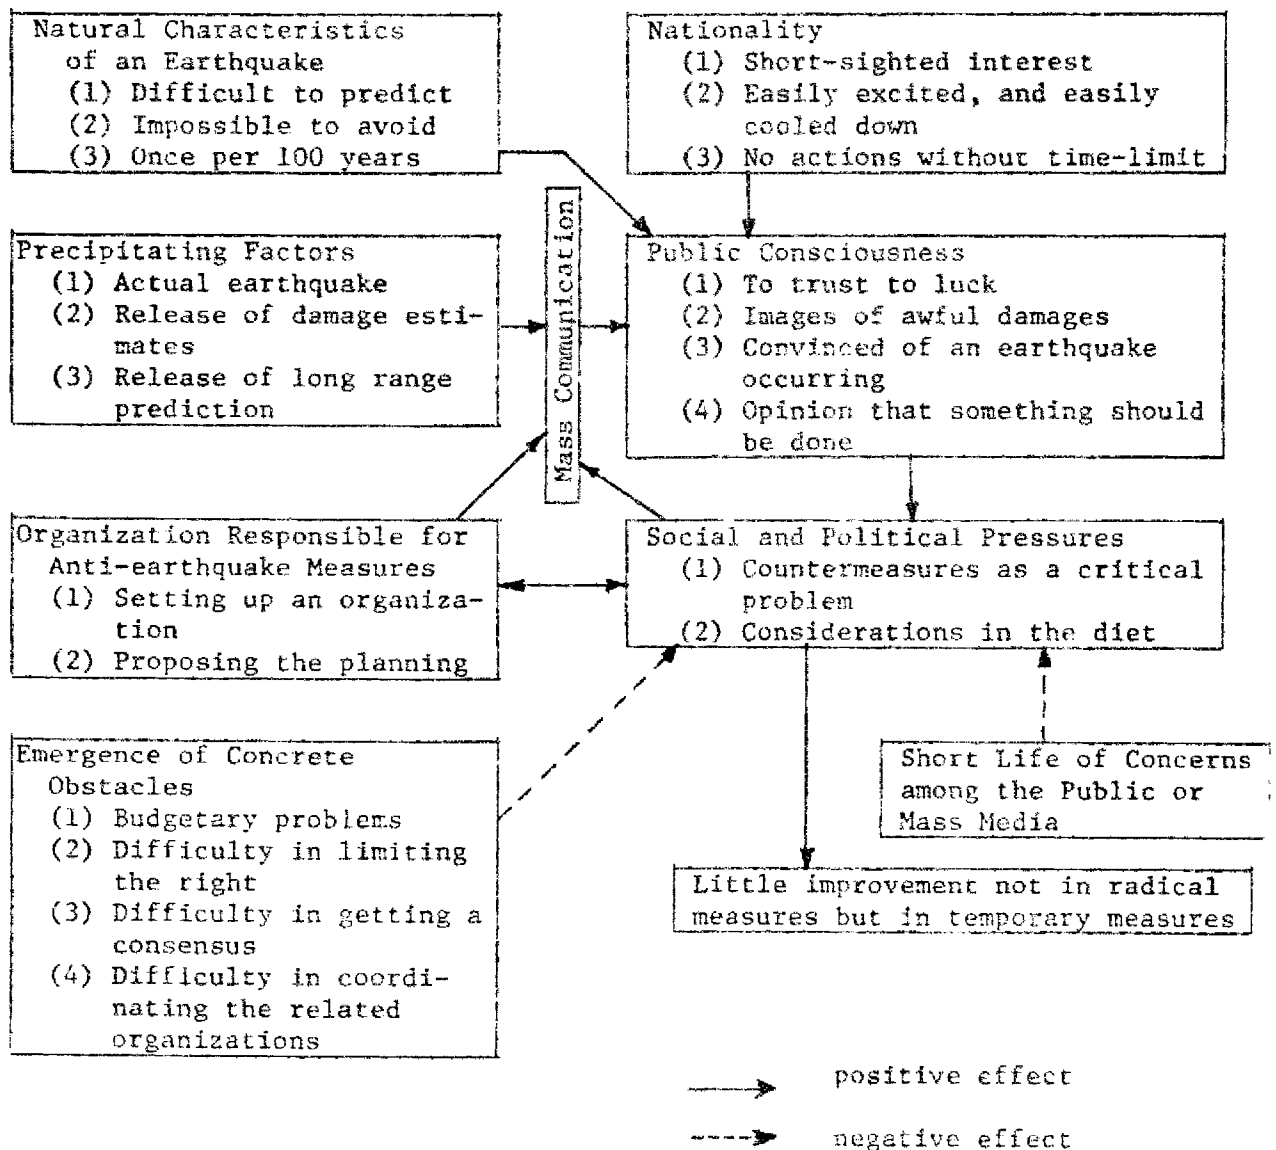 Natural Characteristics
of an Earthquake
(1) Difficult to predict
(2) Impossible to avoid
(3) Once per 100 years
Nationality
(1) Short-sighted interest
(2) Easily excited, and easily
cooled down
(3) No actions without time-limit
Mass Communication
Precipitating Factors
(1) Actual earthquake
(2) Release of damage esti-
mates
(3) Release of long range
prediction
Public Consciousness
(1) To trust to luck
(2) Images of awful damages
(3) Convinced of an earthquake
occurring
(4) Opinion that something should
be done
Organization Responsible for
Anti-earthquake Measures
(1) Setting up an organiza-
tion
(2) Proposing the planning
Social and Political Pressures
(1) Countermeasures as a critical
problem
(2) Considerations in the diet
Emergence of Concrete
Obstacles
(1) Budgetary problems
(2) Difficulty in limiting
the right
(3) Difficulty in getting a
consensus
(4) Difficulty in coordi-
nating the related
organizations
Short Life of Concerns
among the Public or
Mass Media
Little improvement not in radical
measures but in temporary measures
positive effect
negative effect